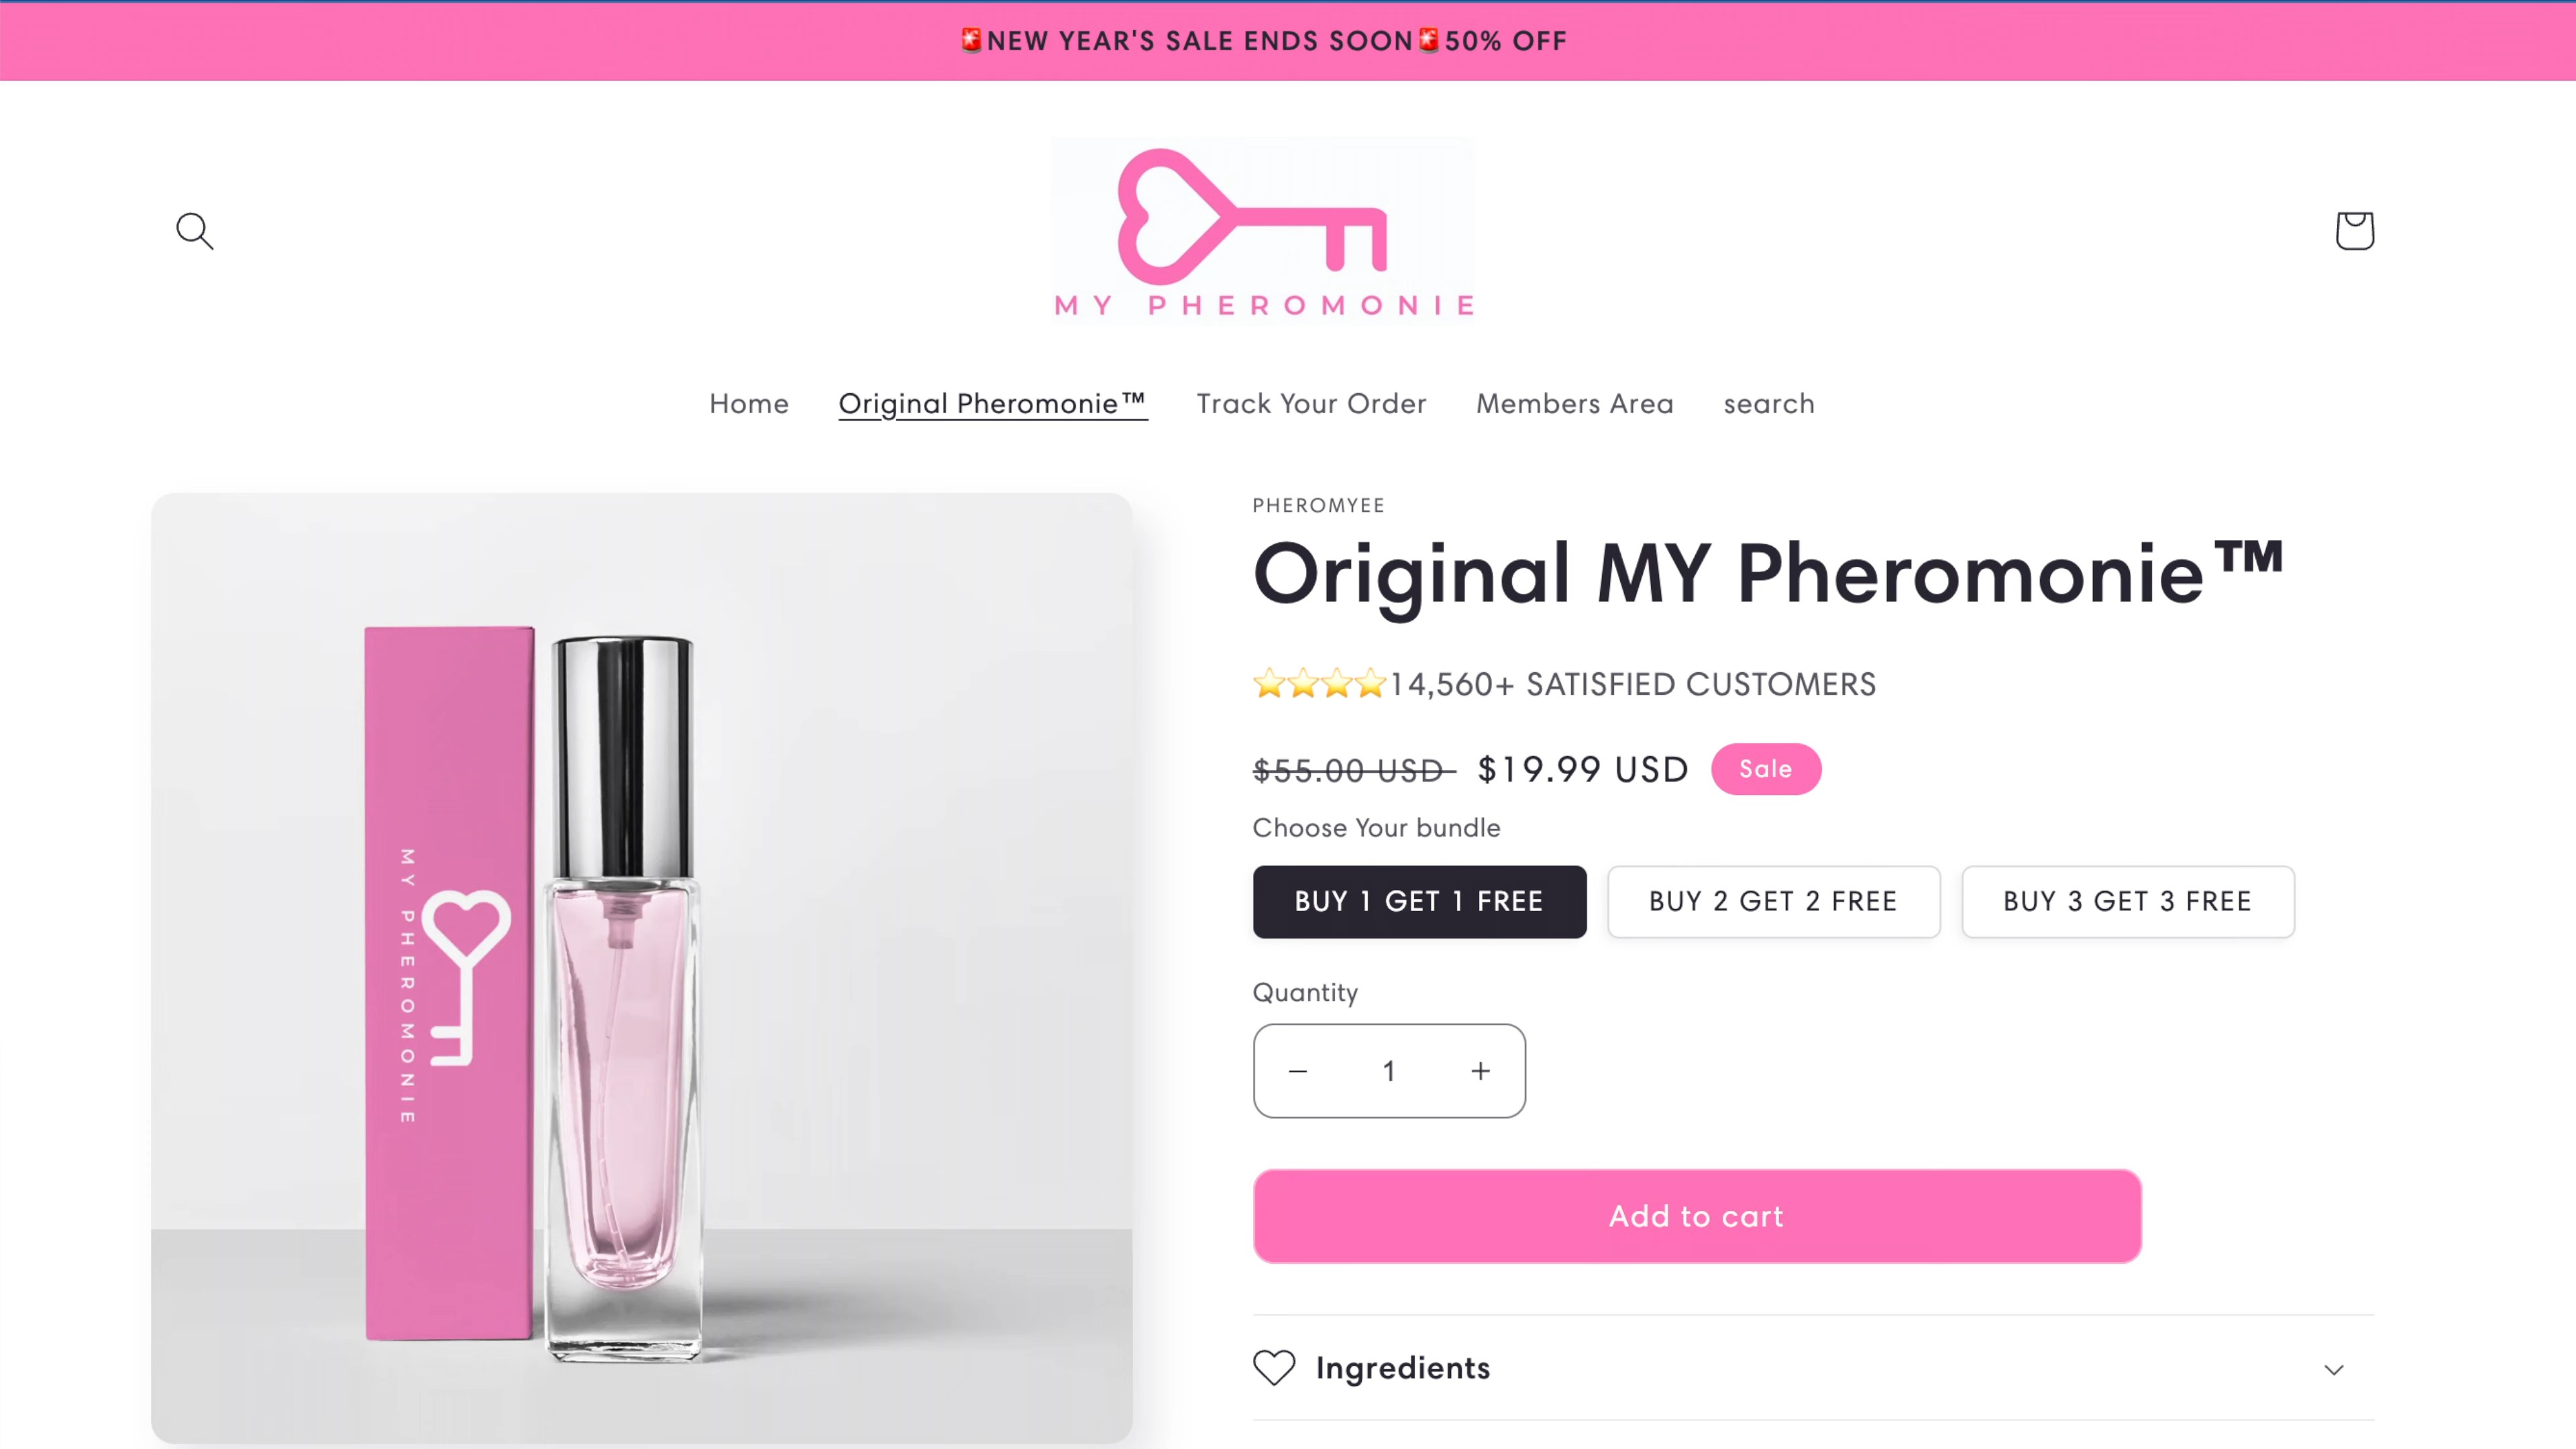 🚨NEW YEAR'S SALE ENDS SOON🚨50% OFF
MY PHEROMONIE
Home Original Pheromonie™ Track Your Order Members Area search
MY PHEROMONIE
PHEROMYEE
Original MY Pheromonie™
⭐⭐⭐⭐14,560+ SATISFIED CUSTOMERS
$55.00 USD $19.99 USD Sale
Choose Your bundle
BUY 1 GET 1 FREE BUY 2 GET 2 FREE BUY 3 GET 3 FREE
Quantity
− 1 +
Add to cart
Ingredients